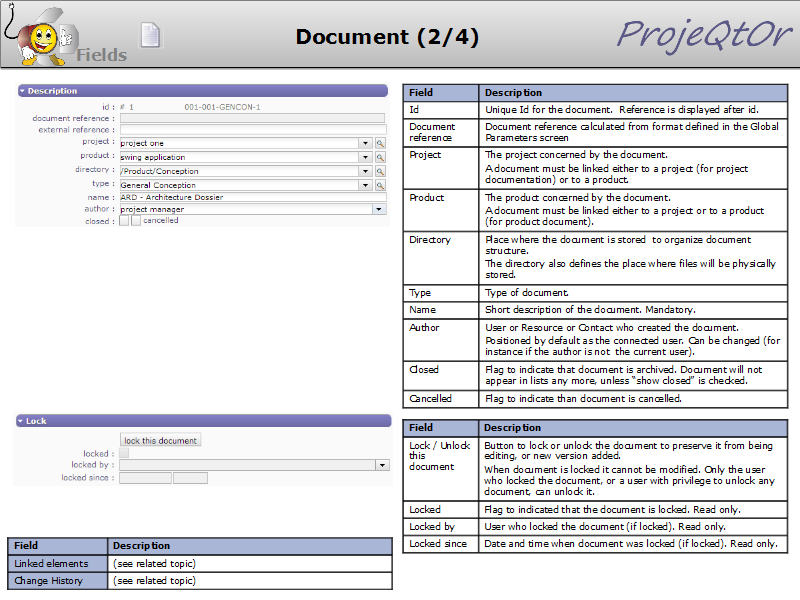 Fields
Document (2/4)
ProjeQtOr
Description
id : # 1 001-001-GENCON-1
document reference :
external reference :
project : project one
product : swing application
directory : /Product/Conception
type : General Conception
name : ARD - Architecture Dossier
author : project manager
closed : cancelled
Field Description
Id Unique Id for the document. Reference is displayed after id.
Document Document reference calculated from format defined in the Global
reference Parameters screen
Project The project concerned by the document.
A document must be linked either to a project (for project
documentation) or to a product.
Product The product concerned by the document.
A document must be linked either to a project or to a product
(for product document).
Directory Place where the document is stored to organize document
structure.
The directory also defines the place where files will be physically
stored.
Type Type of document.
Name Short description of the document. Mandatory.
Author User or Resource or Contact who created the document.
Positioned by default as the connected user. Can be changed (for
instance if the author is not the current user).
Closed Flag to indicate that document is archived. Document will not
appear in lists any more, unless “show closed” is checked.
Cancelled Flag to indicate than document is cancelled.
Lock
lock this document
locked :
locked by :
locked since :
Field Description
Lock / Unlock Button to lock or unlock the document to preserve it from being
this editing, or new version added.
document When document is locked it cannot be modified. Only the user
who locked the document, or a user with privilege to unlock any
document, can unlock it.
Locked Flag to indicated that the document is locked. Read only.
Locked by User who locked the document (if locked). Read only.
Locked since Date and time when document was locked (if locked). Read only.
Field Description
Linked elements (see related topic)
Change History (see related topic)